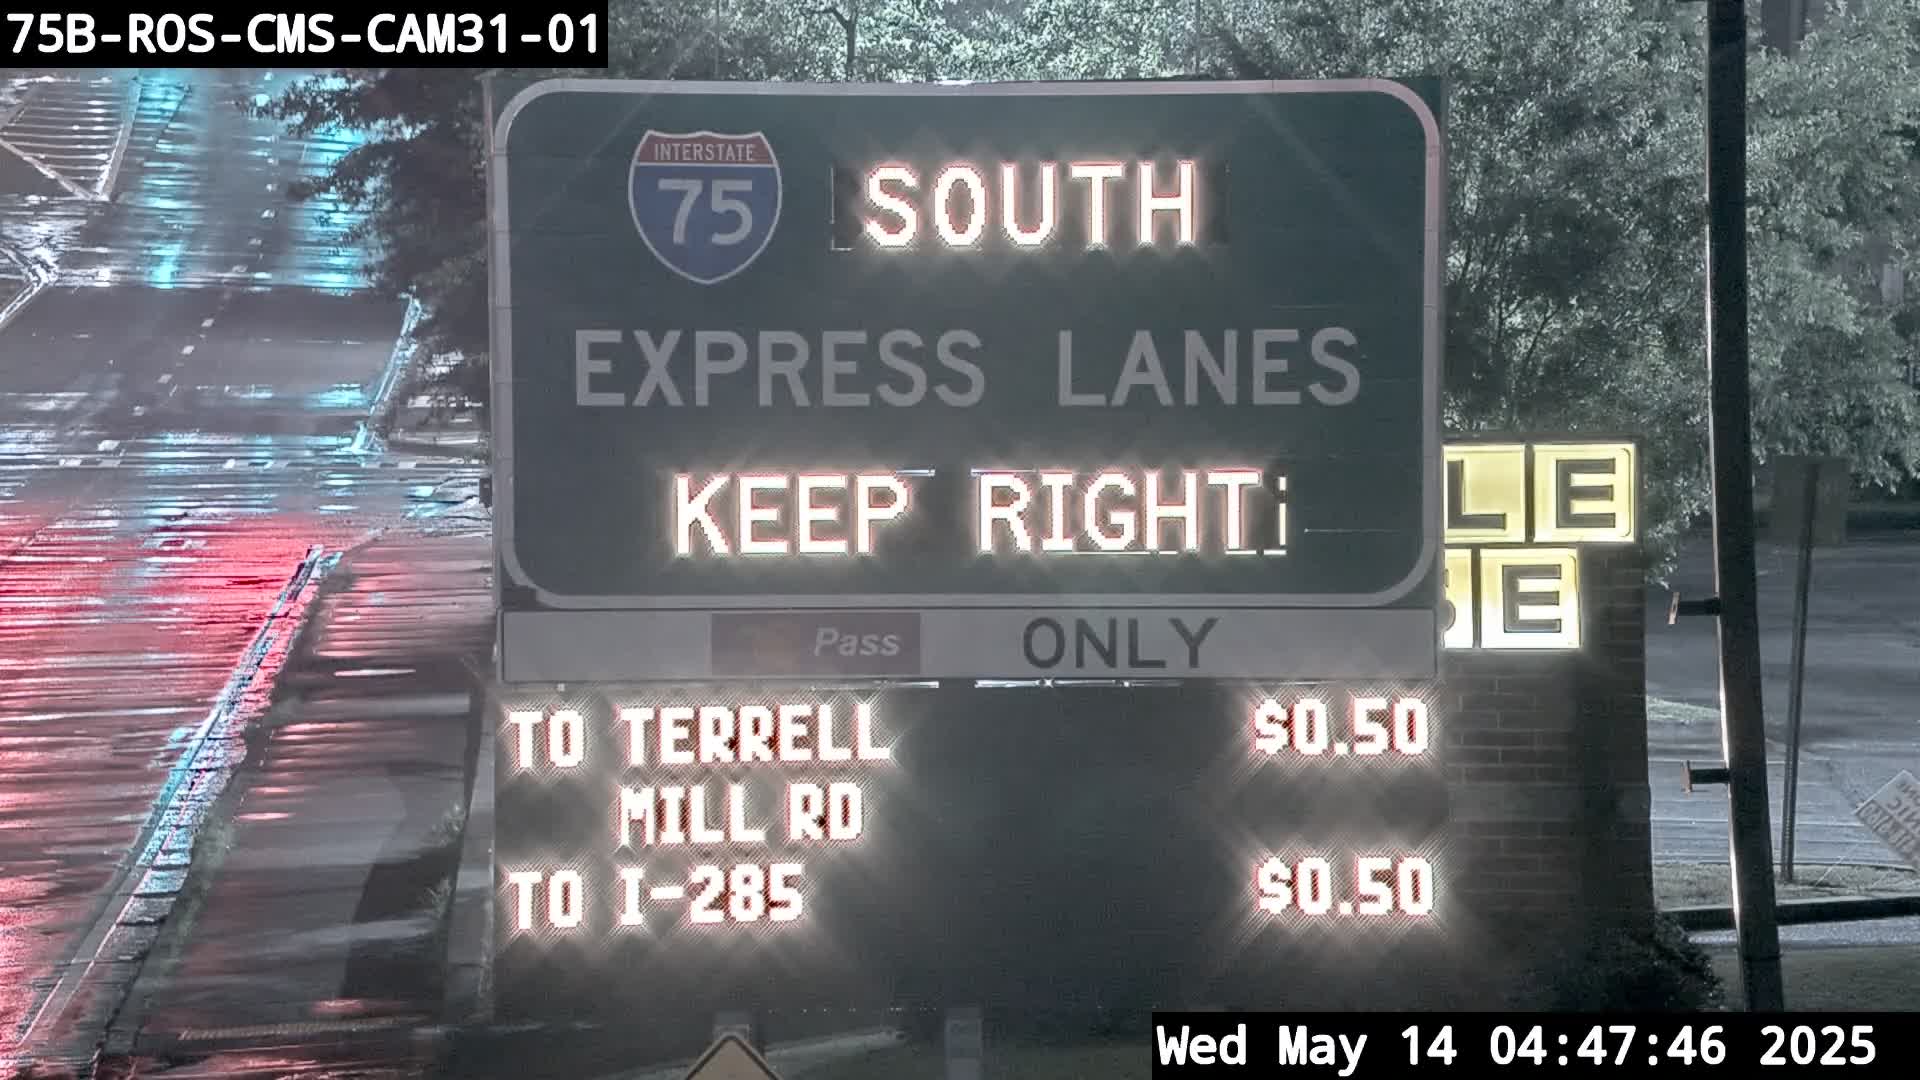 75B-ROS-CMS-CAM31-01
INTERSTATE
75
SOUTH
EXPRESS LANES
KEEP RIGHT
Pass ONLY
LE
E
TO TERRELL $0.50
MILL RD
TO I-285 $0.50
Wed May 14 04:47:46 2025